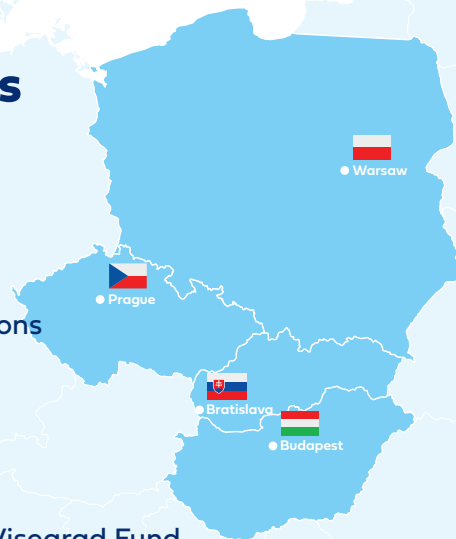 s
Warsaw
Prague
ons
Bratislava
Budapest
Visegrad Fund